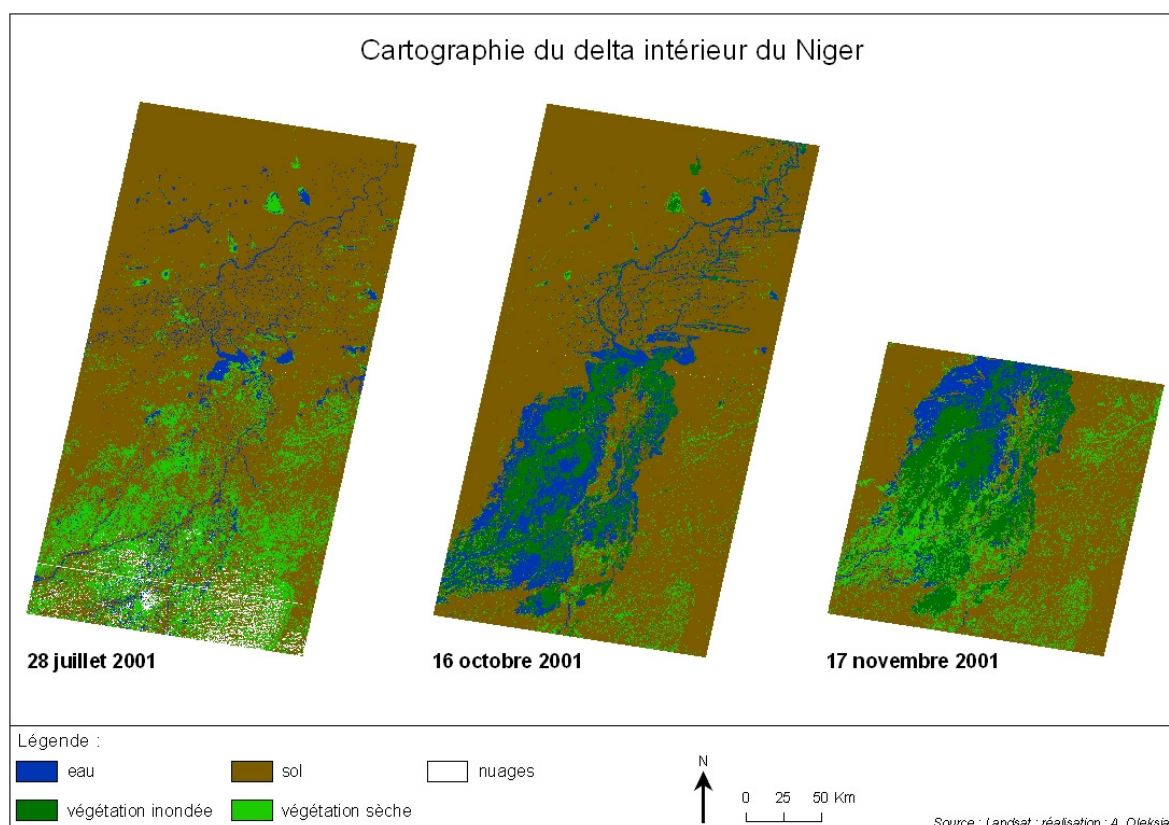 Cartographie du delta intérieur du Niger
28 juillet 2001
16 octobre 2001
17 novembre 2001
Légende :
eau
sol
nuages
végétation inondée
végétation sèche
N
0 25 50 Km
Source : Landsat ; réalisation : A.